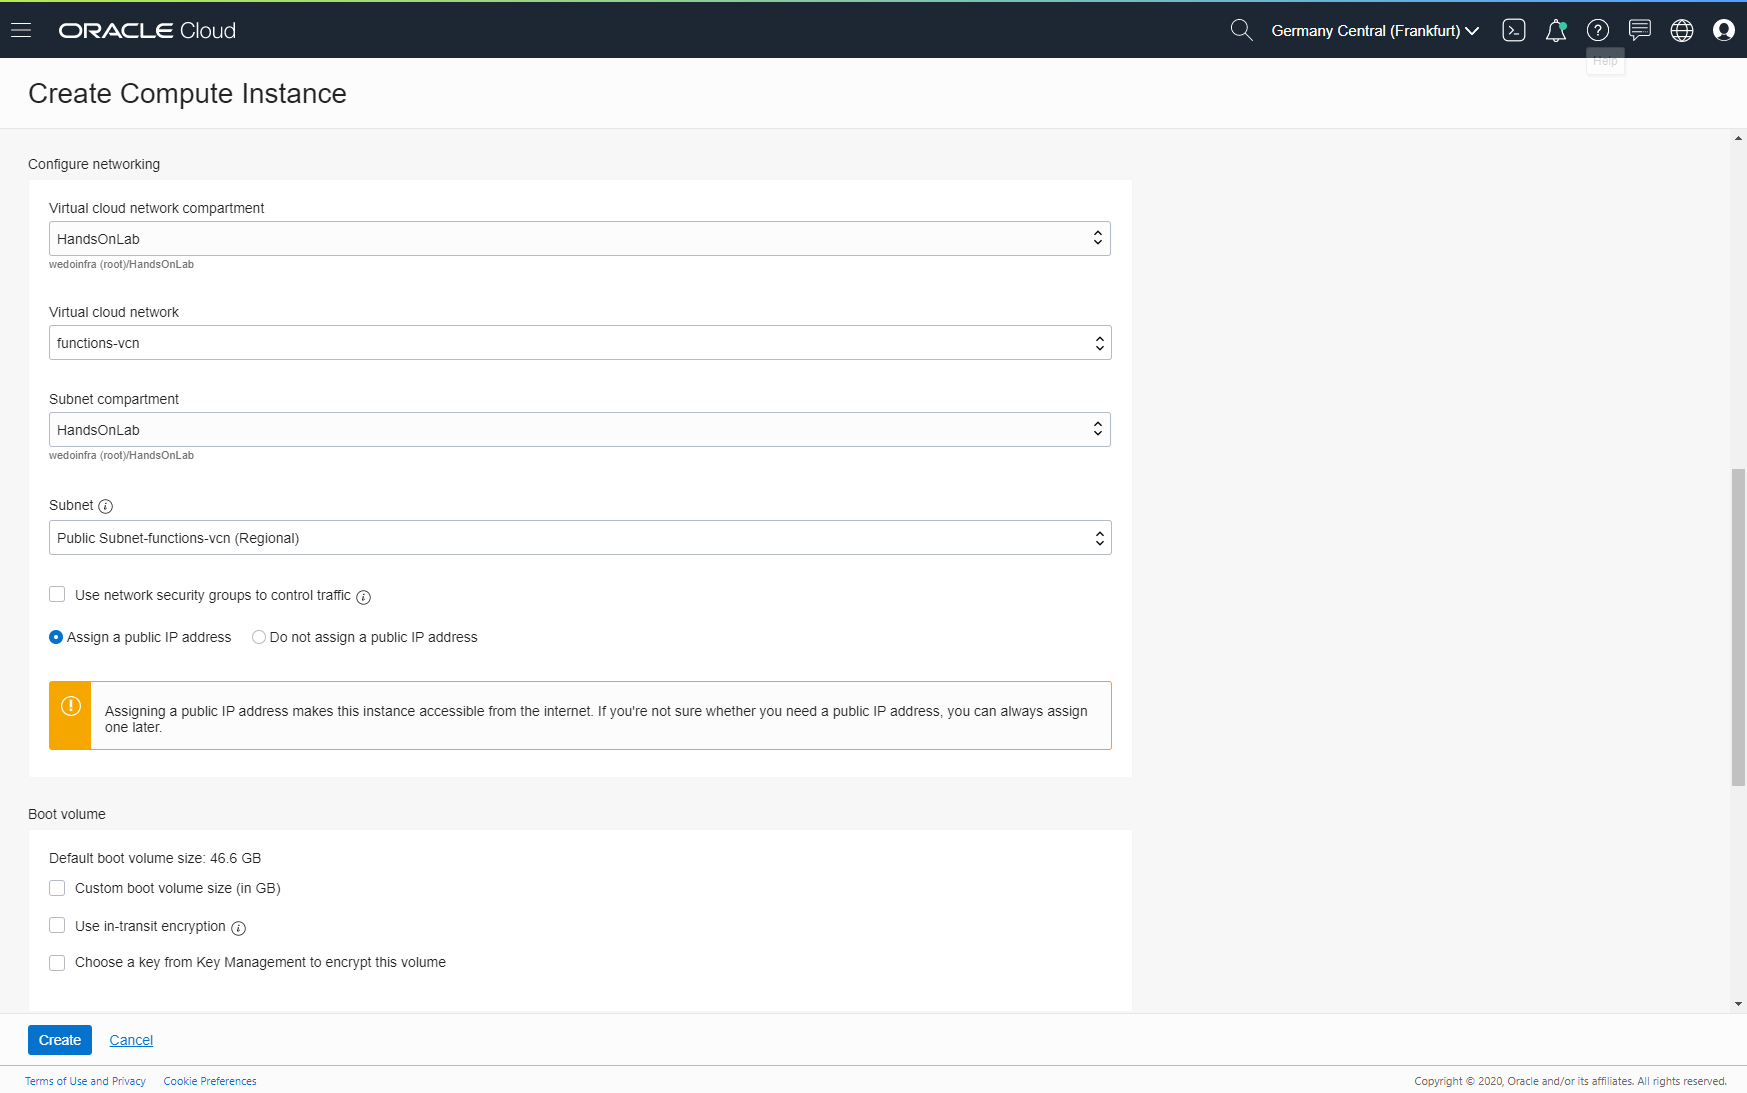 ORACLE Cloud
Germany Central (Frankfurt)
Help
Create Compute Instance
Configure networking
Virtual cloud network compartment
HandsOnLab
wedoinfra (root)/HandsOnLab
Virtual cloud network
functions-vcn
Subnet compartment
HandsOnLab
wedoinfra (root)/HandsOnLab
Subnet
Public Subnet-functions-vcn (Regional)
Use network security groups to control traffic
Assign a public IP address Do not assign a public IP address
Assigning a public IP address makes this instance accessible from the internet. If you're not sure whether you need a public IP address, you can always assign
one later.
Boot volume
Default boot volume size: 46.6 GB
Custom boot volume size (in GB)
Use in-transit encryption
Choose a key from Key Management to encrypt this volume
Create Cancel
Terms of Use and Privacy Cookie Preferences
Copyright © 2020, Oracle and/or its affiliates. All rights reserved.